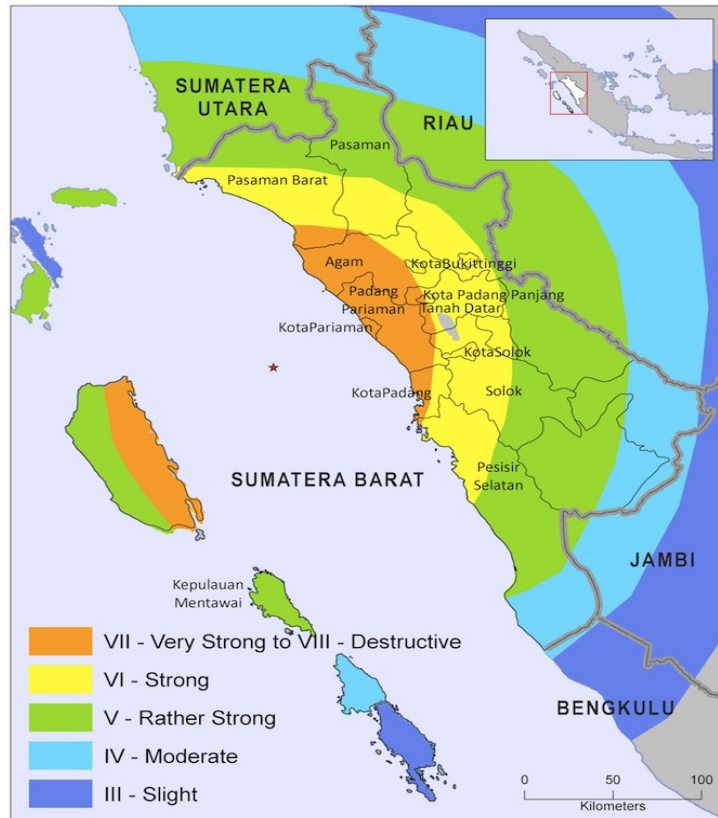 SUMATERA
UTARA
RIAU
Pasaman
Pasaman Barat
Agam
KotaBukittinggi
Padang
Pariaman
Kota Padang Panjang
Tanah Datar
KotaPariaman
KotaSolok
KotaPadang
Solok
SUMATERA BARAT
Pesisir
Selatan
JAMBI
Kepulauan
Mentawai
BENGKULU
VII - Very Strong to VIII - Destructive
VI - Strong
V - Rather Strong
IV - Moderate
III - Slight
0 50 100
Kilometers